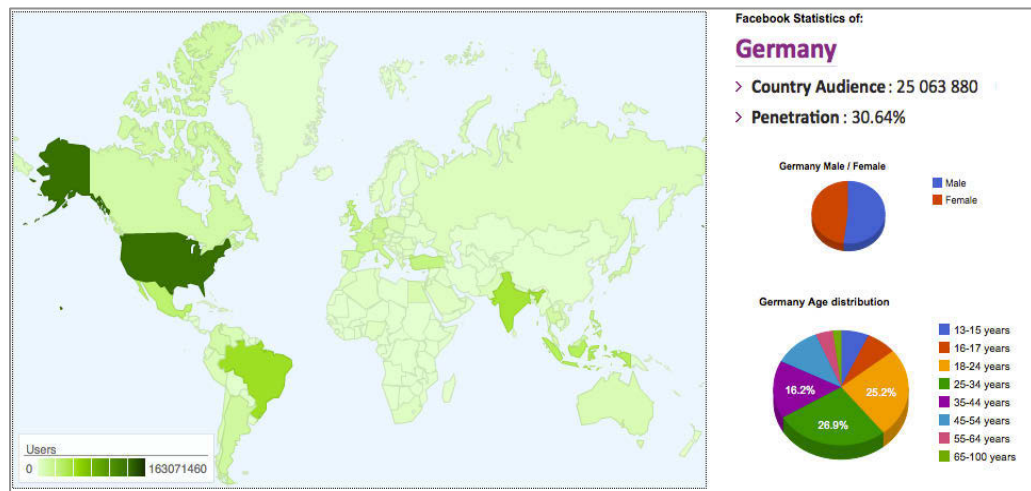 Facebook Statistics of:
Germany
> Country Audience : 25 063 880
> Penetration : 30.64%
Germany Male / Female
Male
Female
Germany Age distribution
13-15 years
16-17 years
18-24 years
25-34 years
35-44 years
45-54 years
55-64 years
65-100 years
16.2%
25.2%
26.9%
Users
0 163071460